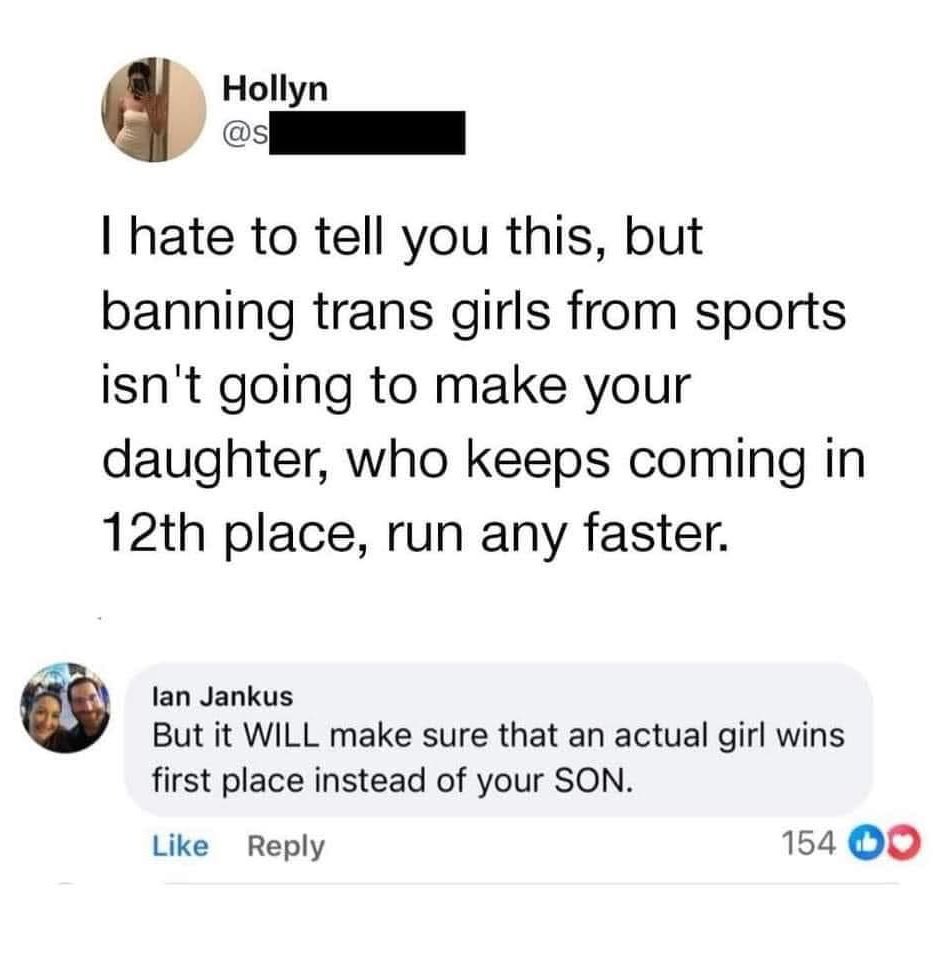 Hollyn
@s
I hate to tell you this, but
banning trans girls from sports
isn't going to make your
daughter, who keeps coming in
12th place, run any faster.
Ian Jankus
But it WILL make sure that an actual girl wins
first place instead of your SON.
Like Reply 154